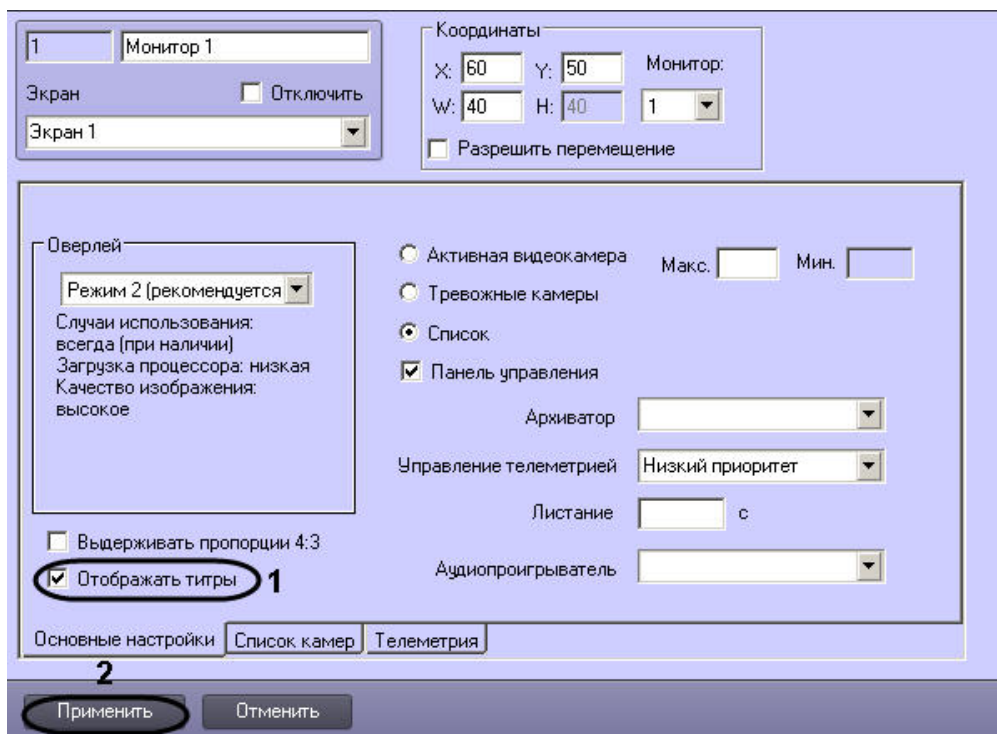 1 Монитор 1
Экран Отключить
Экран 1
Координаты
X: 60 Y: 50 Монитор:
W: 40 H: 40 1
Разрешить перемещение
Оверлей
Режим 2 (рекомендуется
Случаи использования:
всегда (при наличии)
Загрузка процессора: низкая
Качество изображения:
высокое
Выдерживать пропорции 4:3
Отображать титры 1
Активная видеокамера Макс. Мин.
Тревожные камеры
Список
Панель управления
Архиватор
Управление телеметрией Низкий приоритет
Листание с
Аудиопроигрыватель
Основные настройки Список камер Телеметрия
2
Применить Отменить